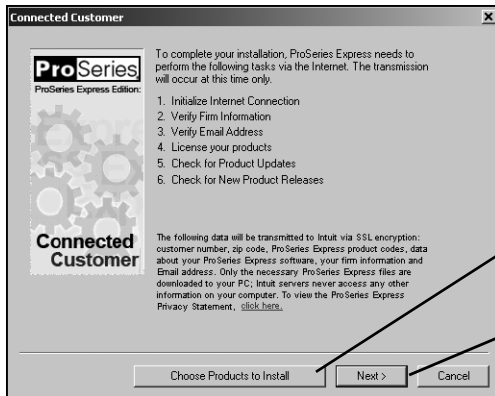 Connected Customer
ProSeries
ProSeries Express Edition:
Connected
Customer
To complete your installation, ProSeries Express needs to
perform the following tasks via the Internet. The transmission
will occur at this time only.
1. Initialize Internet Connection
2. Verify Firm Information
3. Verify Email Address
4. License your products
5. Check for Product Updates
6. Check for New Product Releases
The following data will be transmitted to Intuit via SSL encryption:
customer number, zip code, ProSeries Express product codes, data
about your ProSeries Express software, your firm information and
Email address. Only the necessary ProSeries Express files are
downloaded to your PC; Intuit servers never access any other
information on your computer. To view the ProSeries Express
Privacy Statement, click here.
Choose Products to Install
Next >
Cancel